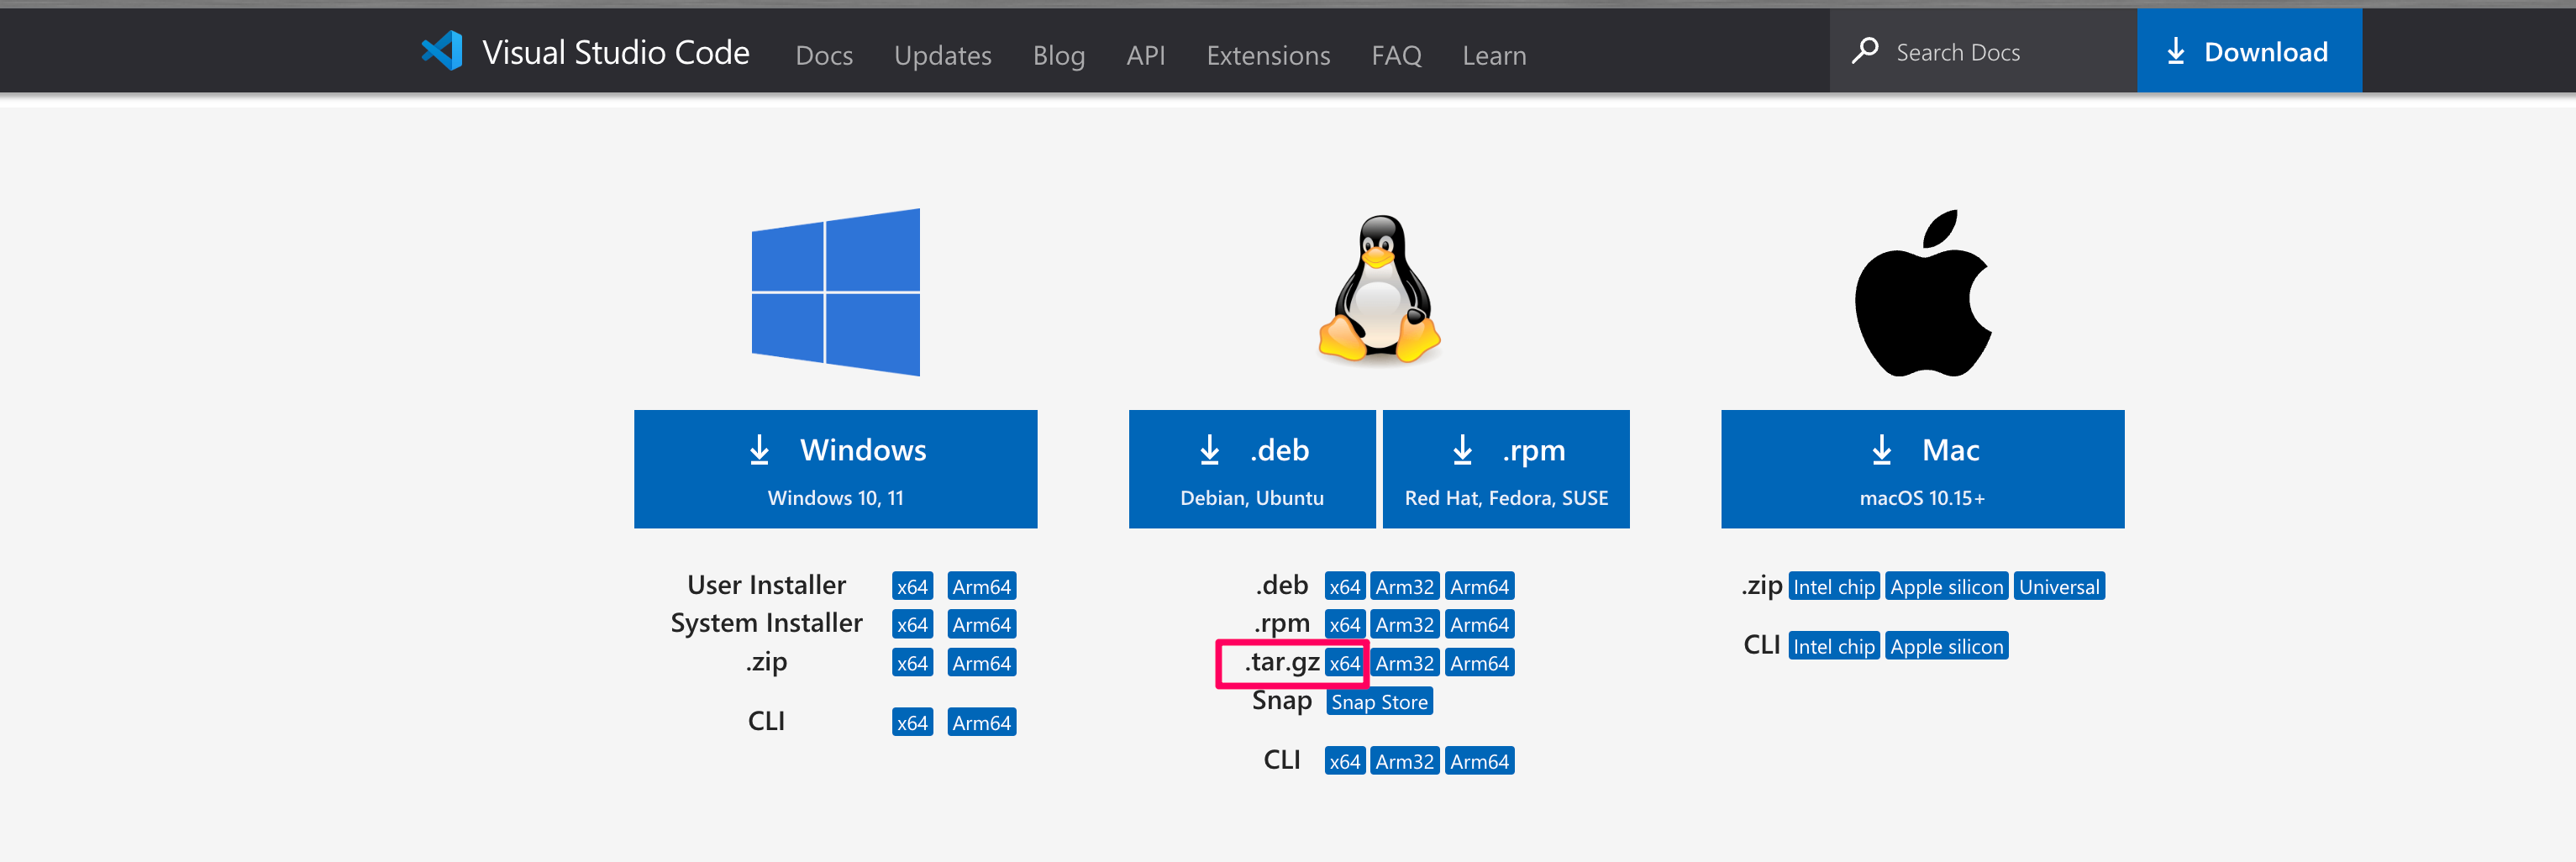 Visual Studio Code Docs Updates Blog API Extensions FAQ Learn Search Docs Download
Windows
Windows 10, 11
User Installer x64 Arm64
System Installer x64 Arm64
.zip x64 Arm64
CLI x64 Arm64
.deb
Debian, Ubuntu
.rpm
Red Hat, Fedora, SUSE
.deb x64 Arm32 Arm64
.rpm x64 Arm32 Arm64
.tar.gz x64 Arm32 Arm64
Snap Snap Store
CLI x64 Arm32 Arm64
Mac
macOS 10.15+
.zip Intel chip Apple silicon Universal
CLI Intel chip Apple silicon